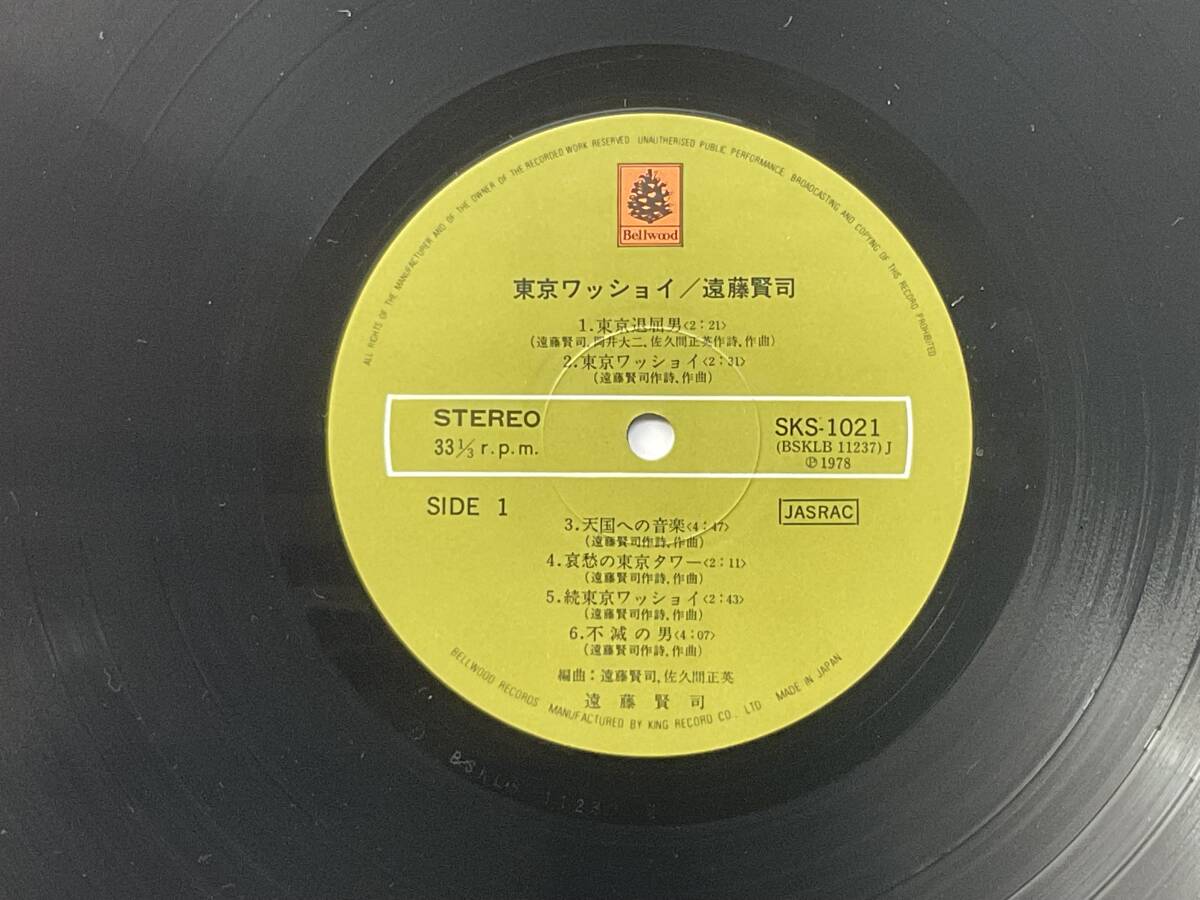 ALL RIGHTS OF THE MANUFACTURER AND OF THE OWNER OF THE RECORDED WORK RESERVED UNAUTHERISED PUBLIC PERFORMANCE BROADCASTING AND COPYING OF THIS RECORD PROHIBITED
Bellwood
東京ワッショイ/遠藤賢司
1.東京退屈男<2:21>
(遠藤賢司,岡井大二,佐久間正英作詩,作曲)
2.東京ワッショイ<2:31>
(遠藤賢司作詩,作曲)
STEREO
33⅓ r.p.m.
SKS-1021
(BSKLB 11237)J
Ⓟ1978
SIDE 1
JASRAC
3.天国への音楽<4:47>
(遠藤賢司作詩,作曲)
4.哀愁の東京タワー<2:11>
(遠藤賢司作詩,作曲)
5.続東京ワッショイ<2:43>
(遠藤賢司作詩,作曲)
6.不滅の男<4:07>
(遠藤賢司作詩,作曲)
編曲:遠藤賢司,佐久間正英
遠藤賢司
BELLWOOD RECORDS MANUFACTURED BY KING RECORD CO., LTD MADE IN JAPAN